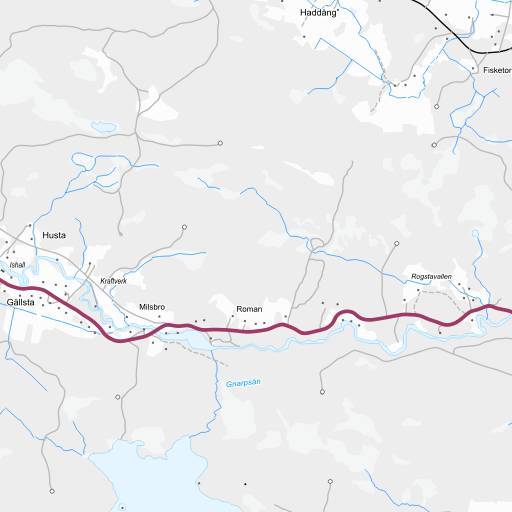 Haddäng
Fisketor
Husta
Ishall
Kraftverk
Rogstavallen
Gällsta
Milsbro
Roman
Gnarpsån